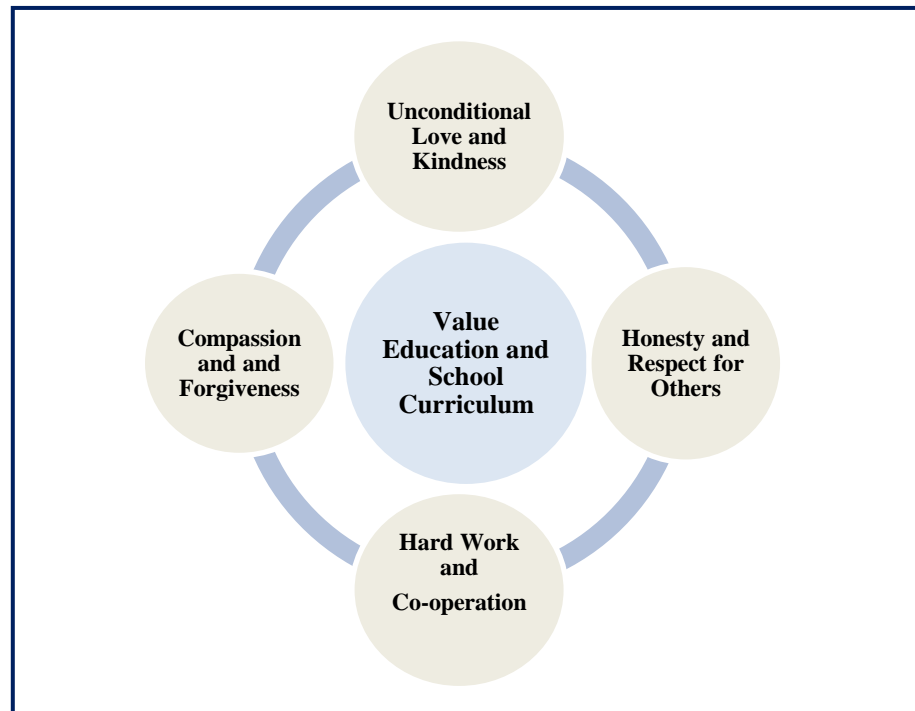 Unconditional
Love and
Kindness
Value
Education and
School
Curriculum
Compassion
and and
Forgiveness
Honesty and
Respect for
Others
Hard Work
and
Co-operation